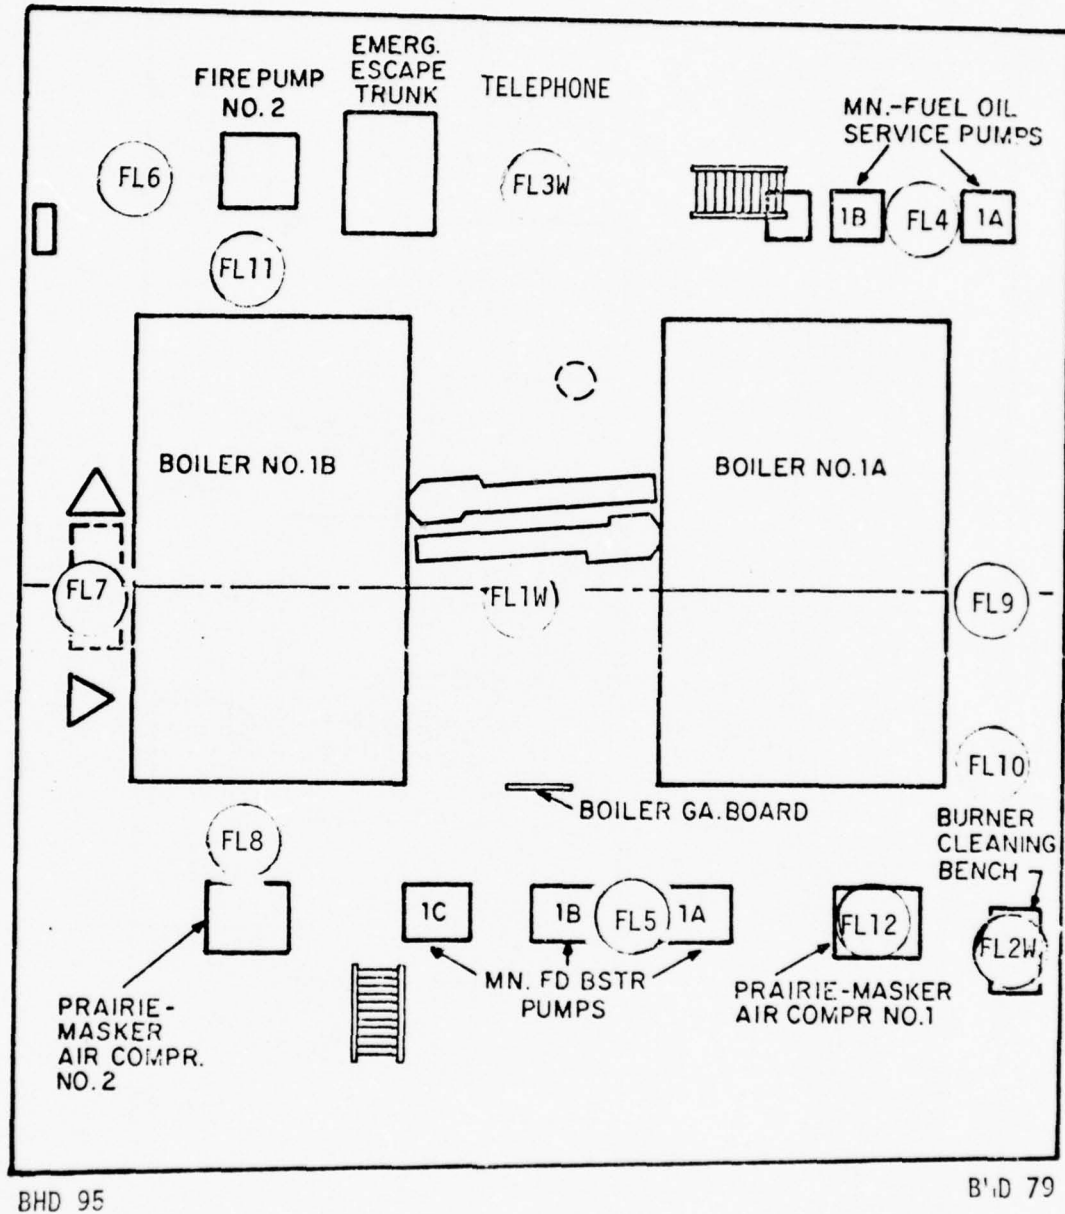 EMERG.
ESCAPE
TRUNK
FIRE PUMP
NO. 2
TELEPHONE
MN.-FUEL OIL
SERVICE PUMPS
FL6
FL3W
1B
FL4
1A
FL11
BOILER NO. 1B
BOILER NO. 1A
FL7
FL1W)
FL9
FL10
BOILER GA. BOARD
BURNER
CLEANING
BENCH
FL8
1C
1B
FL5
1A
FL12
FL2W
MN. FD BSTR
PUMPS
PRAIRIE-MASKER
AIR COMPR NO.1
PRAIRIE-
MASKER
AIR COMPR.
NO. 2
BHD 95
79